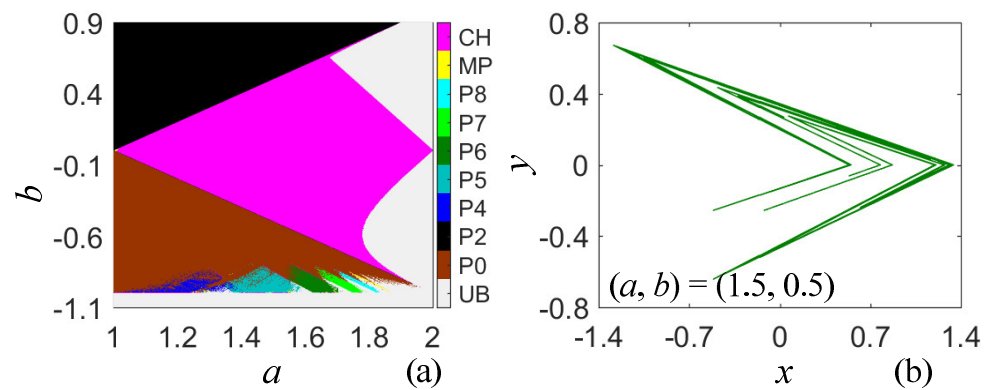 0.9
0.4
-0.1
-0.6
-1.1
b
1
1.2
1.4
1.6
1.8
2
a
(a)
CH
MP
P8
P7
P6
P5
P4
P2
P0
UB
0.8
0.4
0
-0.4
-0.8
y
(a, b) = (1.5, 0.5)
-1.4
-0.7
0
0.7
1.4
x
(b)